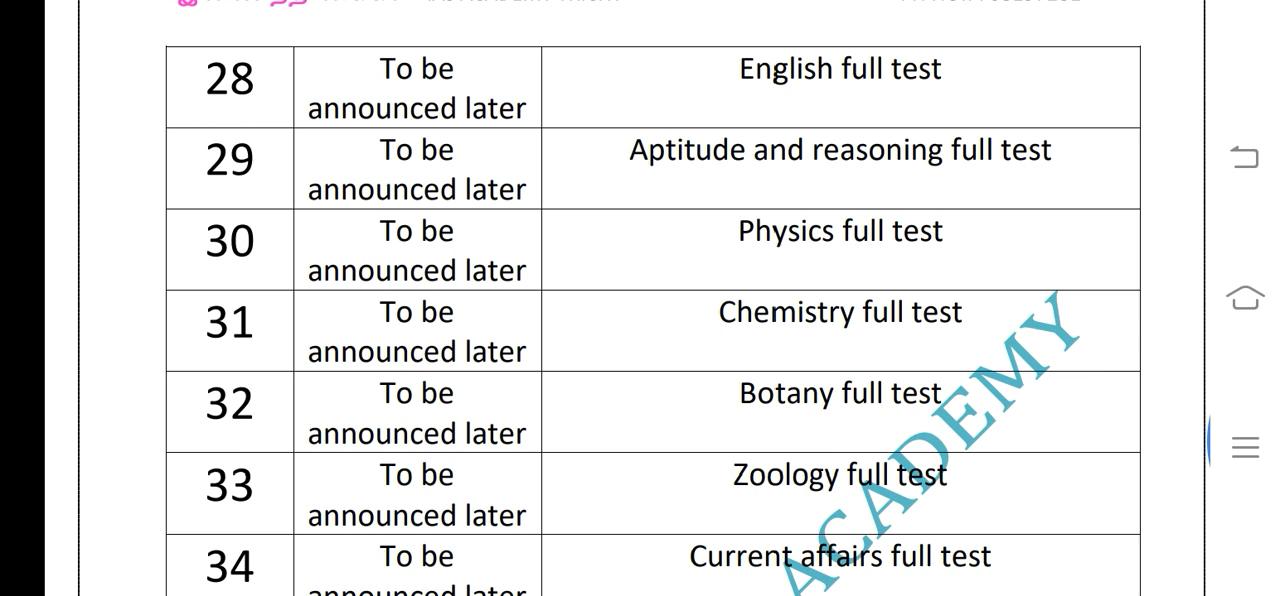 28 To be announced later English full test
29 To be announced later Aptitude and reasoning full test
30 To be announced later Physics full test
31 To be announced later Chemistry full test
32 To be announced later Botany full test
33 To be announced later Zoology full test
34 To be announced later Current affairs full test
ACADEMY